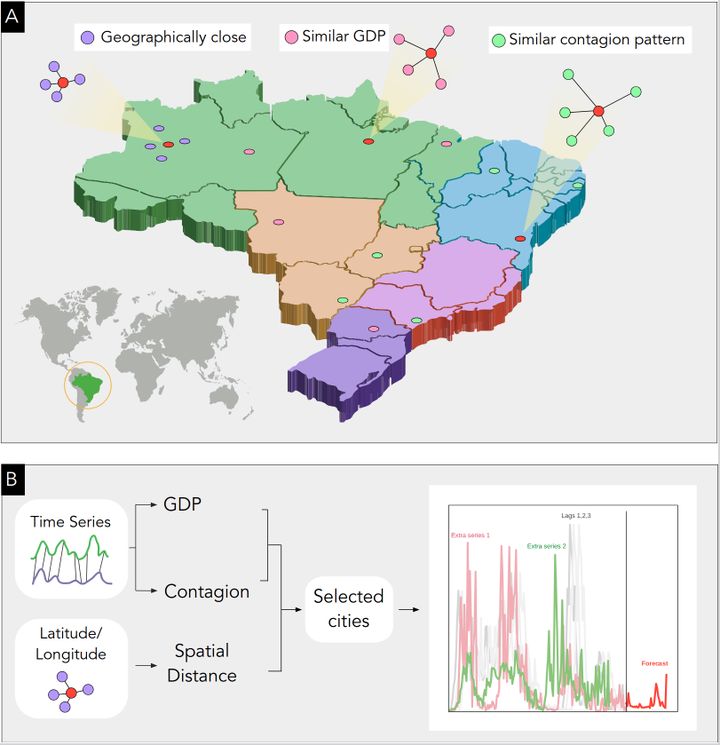 A
Geographically close
Similar GDP
Similar contagion pattern
B
Time Series
GDP
Contagion
Latitude/
Longitude
Spatial
Distance
Selected
cities
Lags 1,2,3
Extra series 1
Extra series 2
Forecast